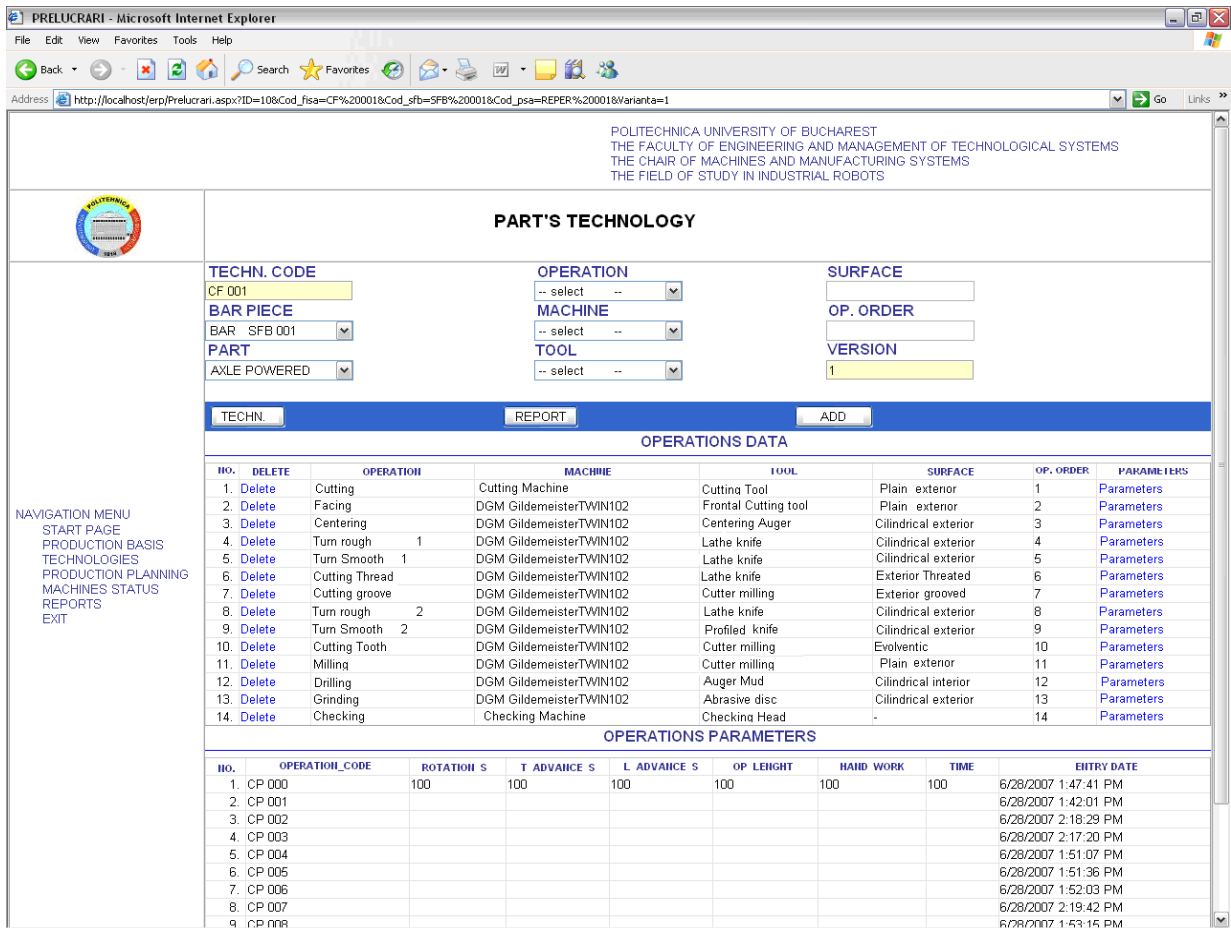 PRELUCRARI - Microsoft Internet Explorer
File Edit View Favorites Tools Help
Back Search Favorites
Address http://localhost/erp/Prelucrari.aspx?ID=10&Cod_fisa=CF%20001&Cod_sfb=SFB%20001&Cod_psa=REPER%20001&Varianta=1 Go Links »
POLITECHNICA UNIVERSITY OF BUCHAREST
THE FACULTY OF ENGINEERING AND MANAGEMENT OF TECHNOLOGICAL SYSTEMS
THE CHAIR OF MACHINES AND MANUFACTURING SYSTEMS
THE FIELD OF STUDY IN INDUSTRIAL ROBOTS
POLITEHNICA
1818
PART'S TECHNOLOGY
TECHN. CODE OPERATION SURFACE
CF 001 -- select --
BAR PIECE MACHINE OP. ORDER
BAR SFB 001 -- select --
PART TOOL VERSION
AXLE POWERED -- select -- 1
TECHN. REPORT ADD
OPERATIONS DATA
NO. DELETE OPERATION MACHINE TOOL SURFACE OP. ORDER PARAMETERS
1. Delete Cutting Cutting Machine Cutting Tool Plain exterior 1 Parameters
2. Delete Facing DGM GildemeisterTWIN102 Frontal Cutting tool Plain exterior 2 Parameters
3. Delete Centering DGM GildemeisterTWIN102 Centering Auger Cilindrical exterior 3 Parameters
4. Delete Turn rough 1 DGM GildemeisterTWIN102 Lathe knife Cilindrical exterior 4 Parameters
5. Delete Turn Smooth 1 DGM GildemeisterTWIN102 Lathe knife Cilindrical exterior 5 Parameters
6. Delete Cutting Thread DGM GildemeisterTWIN102 Lathe knife Exterior Threated 6 Parameters
7. Delete Cutting groove DGM GildemeisterTWIN102 Cutter milling Exterior grooved 7 Parameters
8. Delete Turn rough 2 DGM GildemeisterTWIN102 Lathe knife Cilindrical exterior 8 Parameters
9. Delete Turn Smooth 2 DGM GildemeisterTWIN102 Profiled knife Cilindrical exterior 9 Parameters
10. Delete Cutting Tooth DGM GildemeisterTWIN102 Cutter milling Evolventic 10 Parameters
11. Delete Milling DGM GildemeisterTWIN102 Cutter milling Plain exterior 11 Parameters
12. Delete Drilling DGM GildemeisterTWIN102 Auger Mud Cilindrical interior 12 Parameters
13. Delete Grinding DGM GildemeisterTWIN102 Abrasive disc Cilindrical exterior 13 Parameters
14. Delete Checking Checking Machine Checking Head - 14 Parameters
NAVIGATION MENU
START PAGE
PRODUCTION BASIS
TECHNOLOGIES
PRODUCTION PLANNING
MACHINES STATUS
REPORTS
EXIT
OPERATIONS PARAMETERS
NO. OPERATION_CODE ROTATION S T ADVANCE S L ADVANCE S OP LENGHT HAND WORK TIME ENTRY DATE
1. CP 000 100 100 100 100 100 100 6/28/2007 1:47:41 PM
2. CP 001 6/28/2007 1:42:01 PM
3. CP 002 6/28/2007 2:18:29 PM
4. CP 003 6/28/2007 2:17:20 PM
5. CP 004 6/28/2007 1:51:07 PM
6. CP 005 6/28/2007 1:51:36 PM
7. CP 006 6/28/2007 1:52:03 PM
8. CP 007 6/28/2007 2:19:42 PM
9. CP 008 6/28/2007 1:53:15 PM